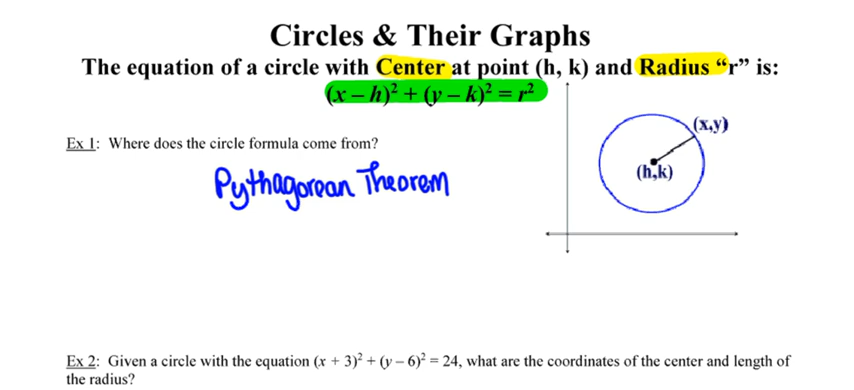 Circles & Their Graphs
The equation of a circle with Center at point (h, k) and Radius “r” is:
(x – h)² + (y – k)² = r²
(x,y)
Ex 1: Where does the circle formula come from?
(h,k)
Pythagorean Theorem
Ex 2: Given a circle with the equation (x + 3)² + (y – 6)² = 24, what are the coordinates of the center and length of
the radius?